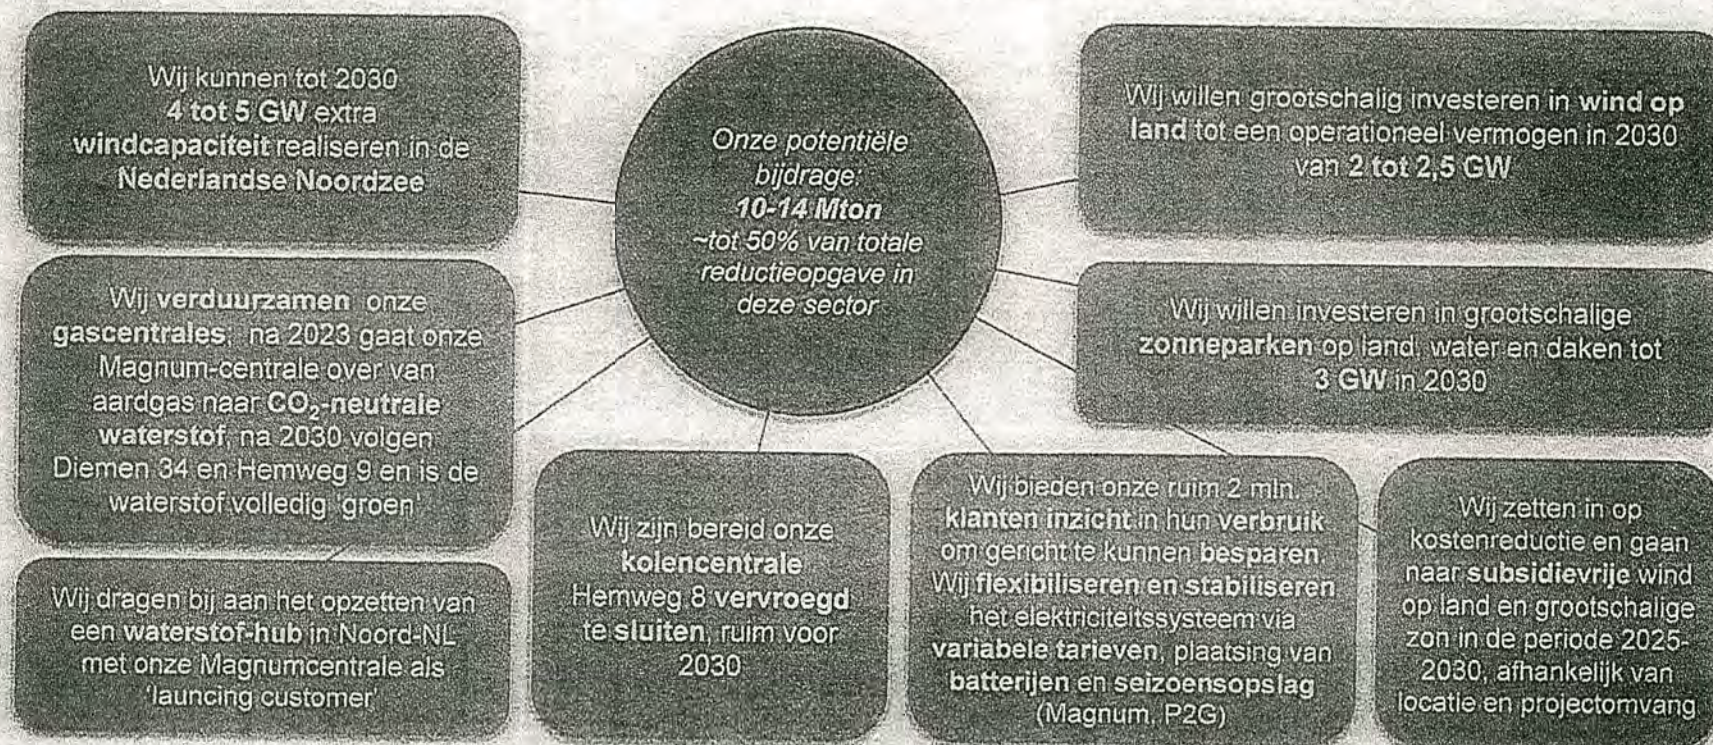 Wij kunnen tot 2030
4 tot 5 GW extra
windcapaciteit realiseren in de
Nederlandse Noordzee
Onze potentiële
bijdrage:
10-14 Mton
~tot 50% van totale
reductieopgave in
deze sector
Wij willen grootschalig investeren in wind op
land tot een operationeel vermogen in 2030
van 2 tot 2,5 GW
Wij verduurzamen onze
gascentrales; na 2023 gaat onze
Magnum-centrale over van
aardgas naar CO₂-neutrale
waterstof, na 2030 volgen
Diemen 34 en Hemweg 9 en is de
waterstof volledig 'groen'
Wij willen investeren in grootschalige
zonneparken op land, water en daken tot
3 GW in 2030
Wij dragen bij aan het opzetten van
een waterstof-hub in Noord-NL
met onze Magnumcentrale als
'launcing customer'
Wij zijn bereid onze
kolencentrale
Hemweg 8 vervroegd
te sluiten, ruim voor
2030
Wij bieden onze ruim 2 mln.
klanten inzicht in hun verbruik
om gericht te kunnen besparen.
Wij flexibiliseren en stabiliseren
het elektriciteitssysteem via
variabele tarieven, plaatsing van
batterijen en seizoensopslag
(Magnum, P2G)
Wij zetten in op
kostenreductie en gaan
naar subsidievrije wind
op land en grootschalige
zon in de periode 2025-
2030, afhankelijk van
locatie en projectomvang